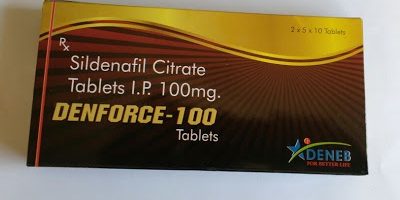 2 x 5 x 10 Tablets
Rx
Sildenafil Citrate
Tablets I.P. 100mg.
DENFORCE-100
Tablets
DENEB
FOR BETTER LIFE